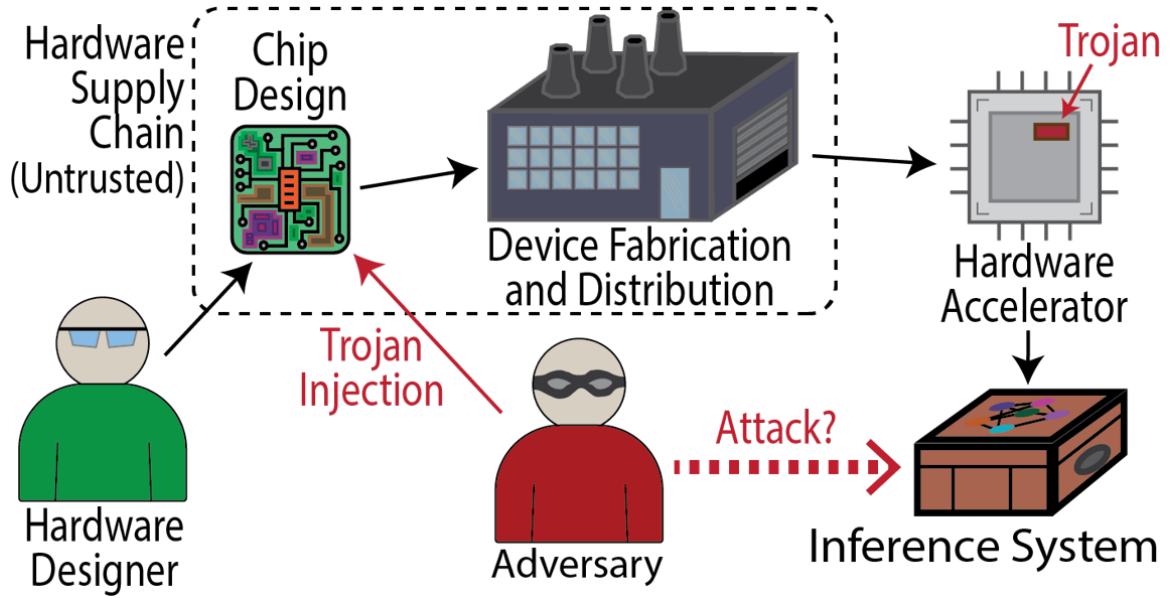 Hardware
Supply
Chain
(Untrusted)
Chip
Design
Device Fabrication
and Distribution
Trojan
Hardware
Accelerator
Trojan
Injection
Attack?
Hardware
Designer
Adversary
Inference System